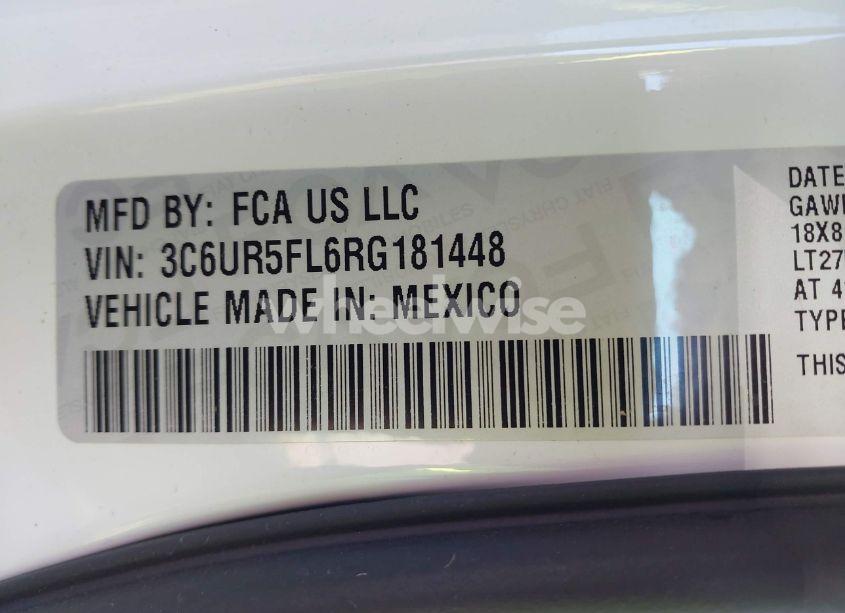 MFD BY: FCA US LLC
VIN: 3C6UR5FL6RG181448
VEHICLE MADE IN: MEXICO
wheelwise
DATE
GAW
18X8
LT27
AT 4
TYPE
THIS